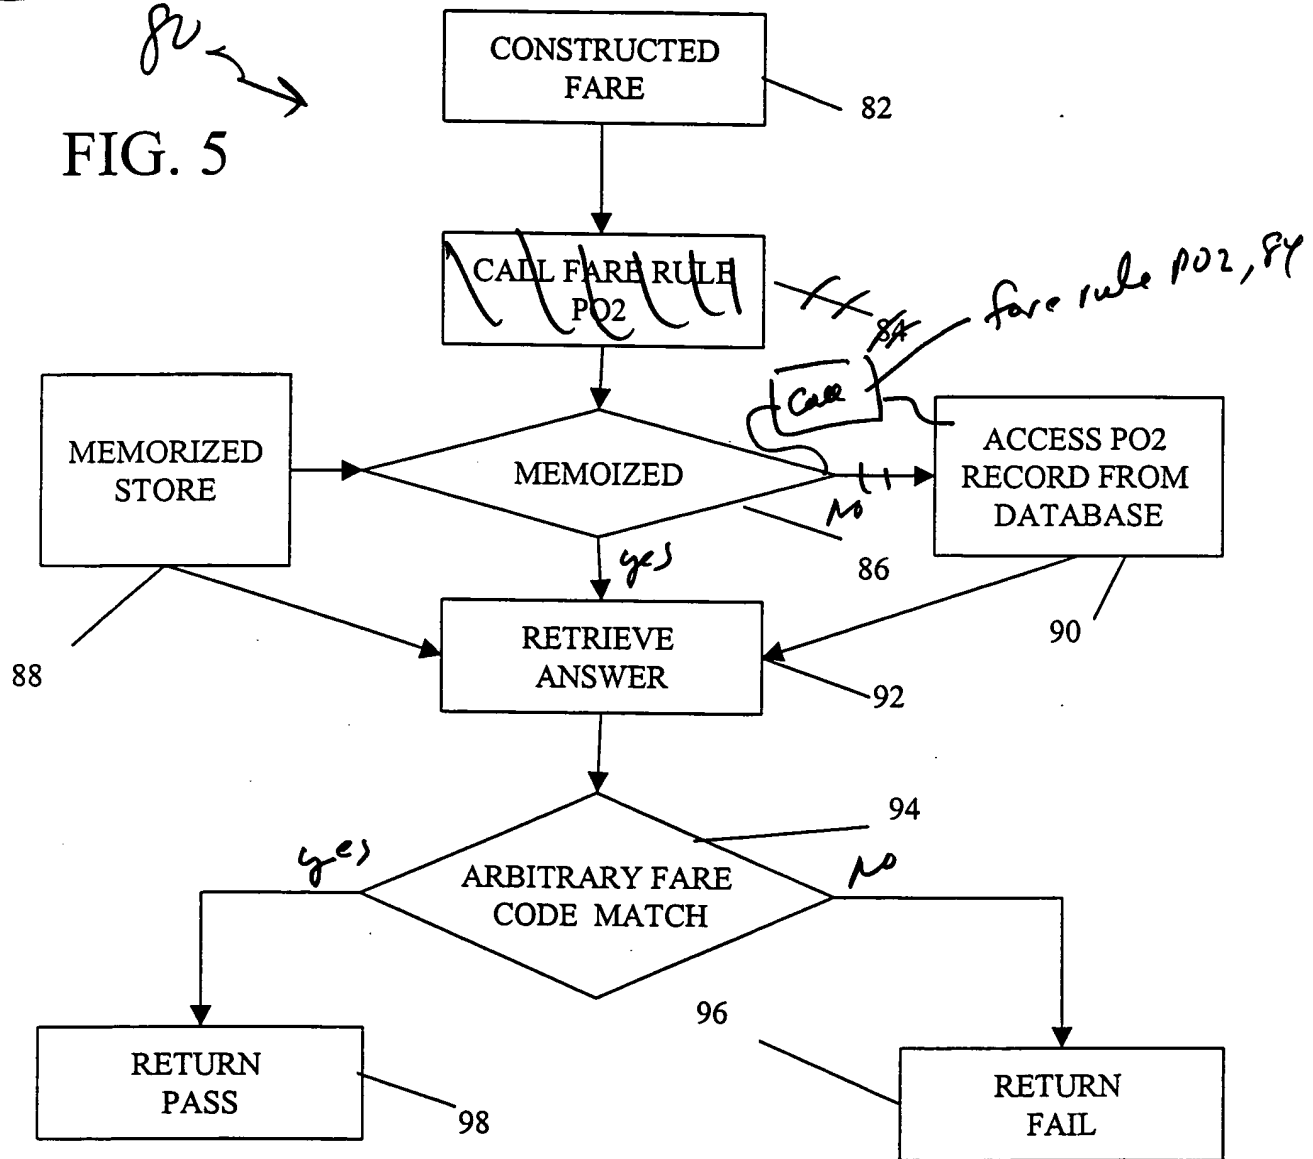 80
FIG. 5
CONSTRUCTED
FARE
82
CALL FARE RULE
PO2
84
Call
fare rule PO2, 84
MEMORIZED
STORE
88
MEMOIZED
86
No
yes
ACCESS PO2
RECORD FROM
DATABASE
90
RETRIEVE
ANSWER
92
ARBITRARY FARE
CODE MATCH
94
yes
No
RETURN
PASS
98
96
RETURN
FAIL